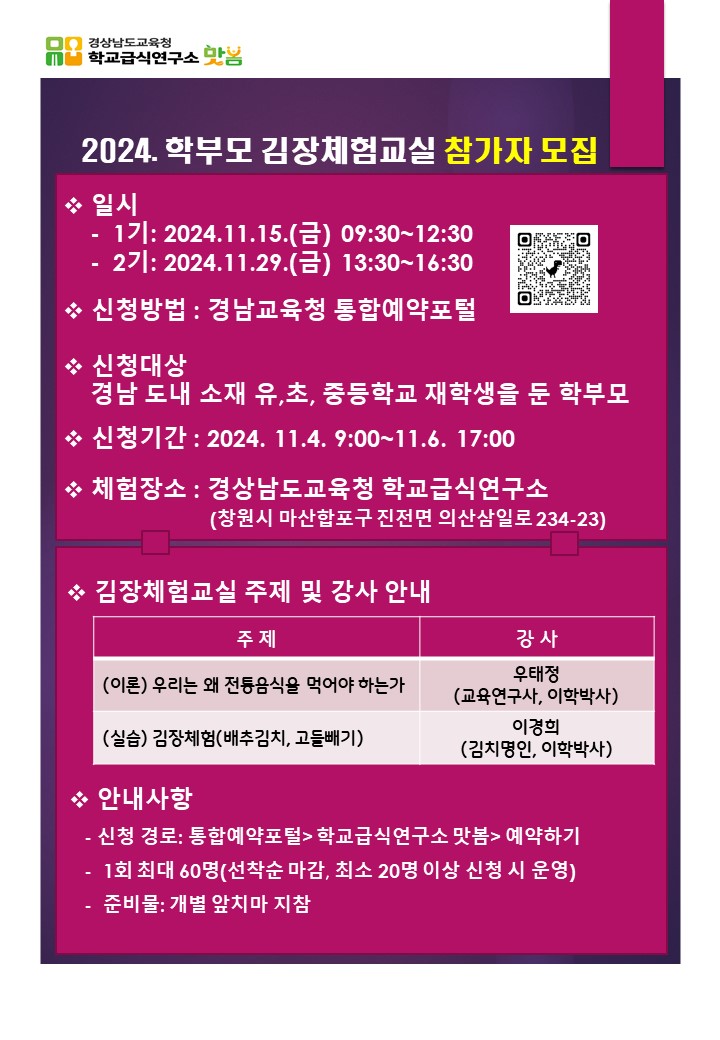 경상남도교육청
학교급식연구소 맛봄
2024. 학부모 김장체험교실 참가자 모집
❖ 일시
- 1기: 2024.11.15.(금) 09:30~12:30
- 2기: 2024.11.29.(금) 13:30~16:30
❖ 신청방법 : 경남교육청 통합예약포털
❖ 신청대상
경남 도내 소재 유,초, 중등학교 재학생을 둔 학부모
❖ 신청기간 : 2024. 11.4. 9:00~11.6. 17:00
❖ 체험장소 : 경상남도교육청 학교급식연구소
(창원시 마산합포구 진전면 의산삼일로 234-23)
❖ 김장체험교실 주제 및 강사 안내
주 제 강 사
(이론) 우리는 왜 전통음식을 먹어야 하는가 우태정
(교육연구사, 이학박사)
(실습) 김장체험(배추김치, 고들빼기) 이경희
(김치명인, 이학박사)
❖ 안내사항
- 신청 경로: 통합예약포털> 학교급식연구소 맛봄> 예약하기
- 1회 최대 60명(선착순 마감, 최소 20명 이상 신청 시 운영)
- 준비물: 개별 앞치마 지참